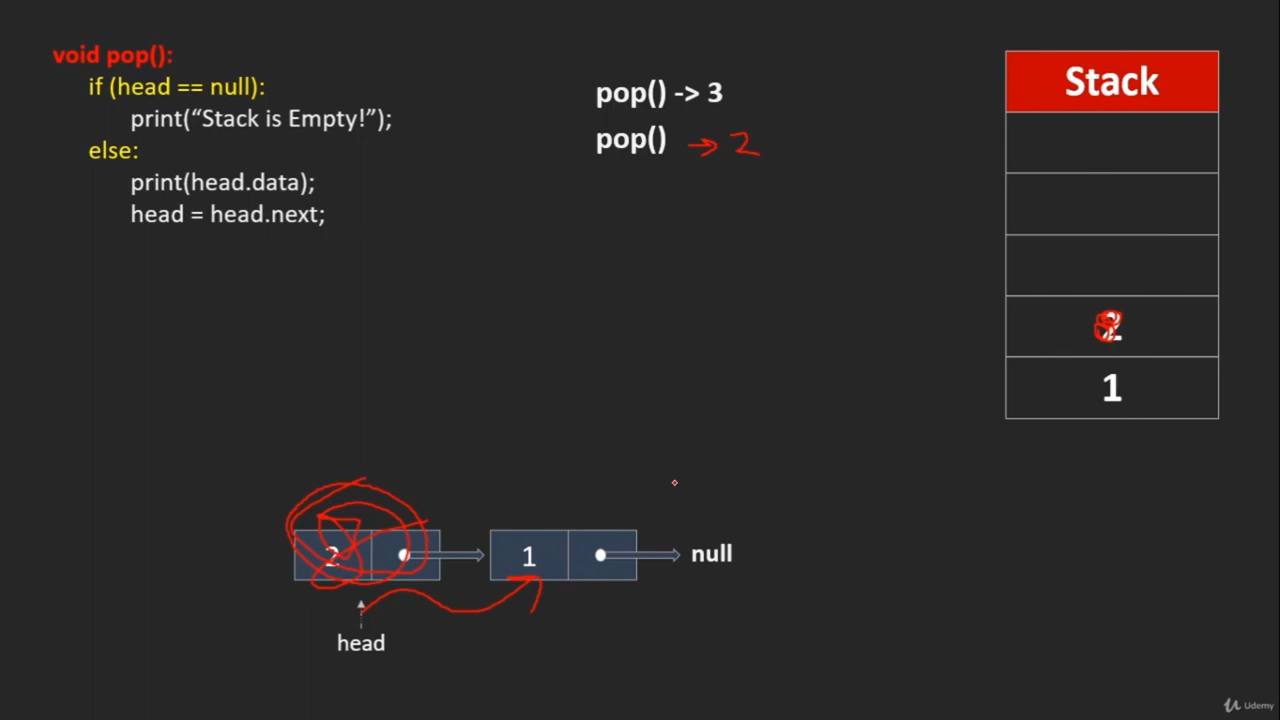 void pop():
if (head == null):
print(“Stack is Empty!”);
else:
print(head.data);
head = head.next;
pop() -> 3
pop() → 2
Stack
2
1
2
1
null
head
Udemy